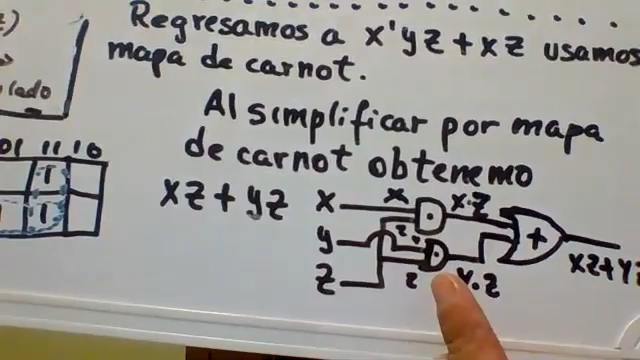 Regresamos a x'yz + xz usamos
mapa de carnot.
lado
Al simplificar por mapa
de carnot obtenemo
01 11 10
1
1
xz + yz
x x x·z
y z y +
z z y·z xz+yz